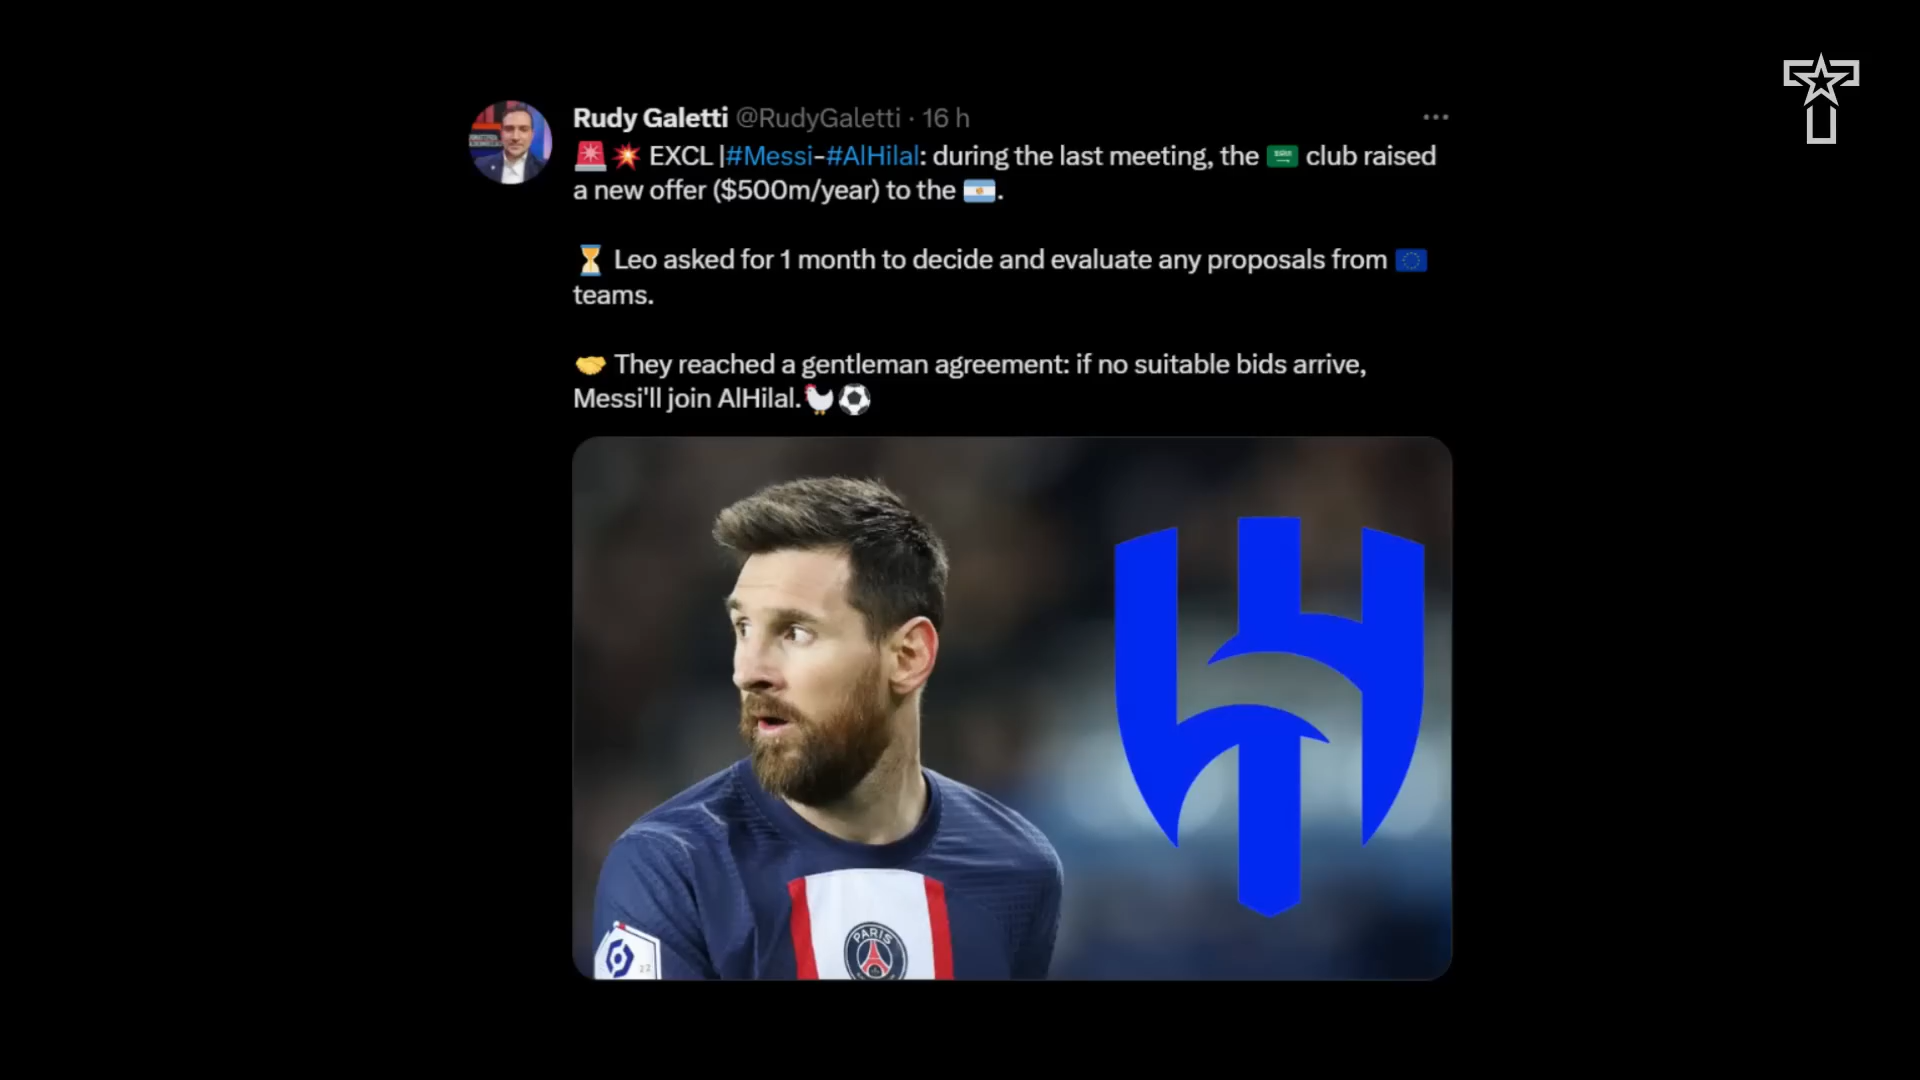 Rudy Galetti @RudyGaletti · 16 h
🚨💥 EXCL |#Messi-#AlHilal: during the last meeting, the 🇸🇦 club raised
a new offer ($500m/year) to the 🇦🇷.
⏳ Leo asked for 1 month to decide and evaluate any proposals from 🇪🇺
teams.
🤝 They reached a gentleman agreement: if no suitable bids arrive,
Messi'll join AlHilal.🐓⚽
PARIS
22